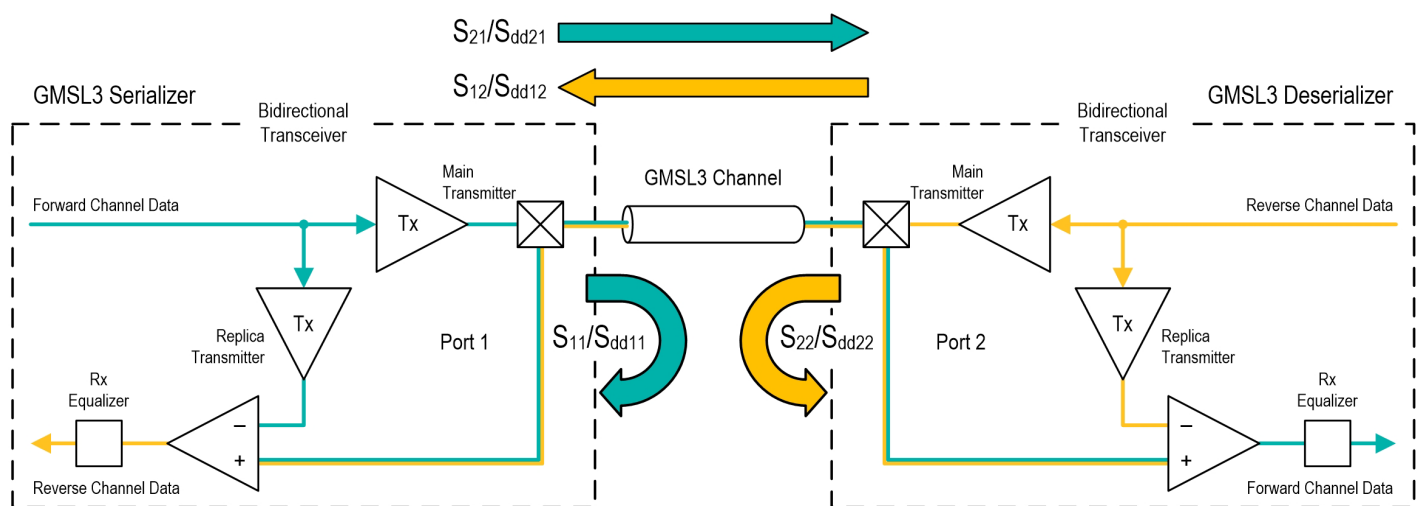 S21/Sdd21
S12/Sdd12
GMSL3 Serializer
GMSL3 Deserializer
Bidirectional
Transceiver
Bidirectional
Transceiver
Main
Transmitter
GMSL3 Channel
Main
Transmitter
Forward Channel Data
Tx
Tx
Reverse Channel Data
Tx
Replica
Transmitter
Port 1
S11/Sdd11
S22/Sdd22
Port 2
Tx
Replica
Transmitter
Rx
Equalizer
−
+
Rx
Equalizer
−
+
Reverse Channel Data
Forward Channel Data